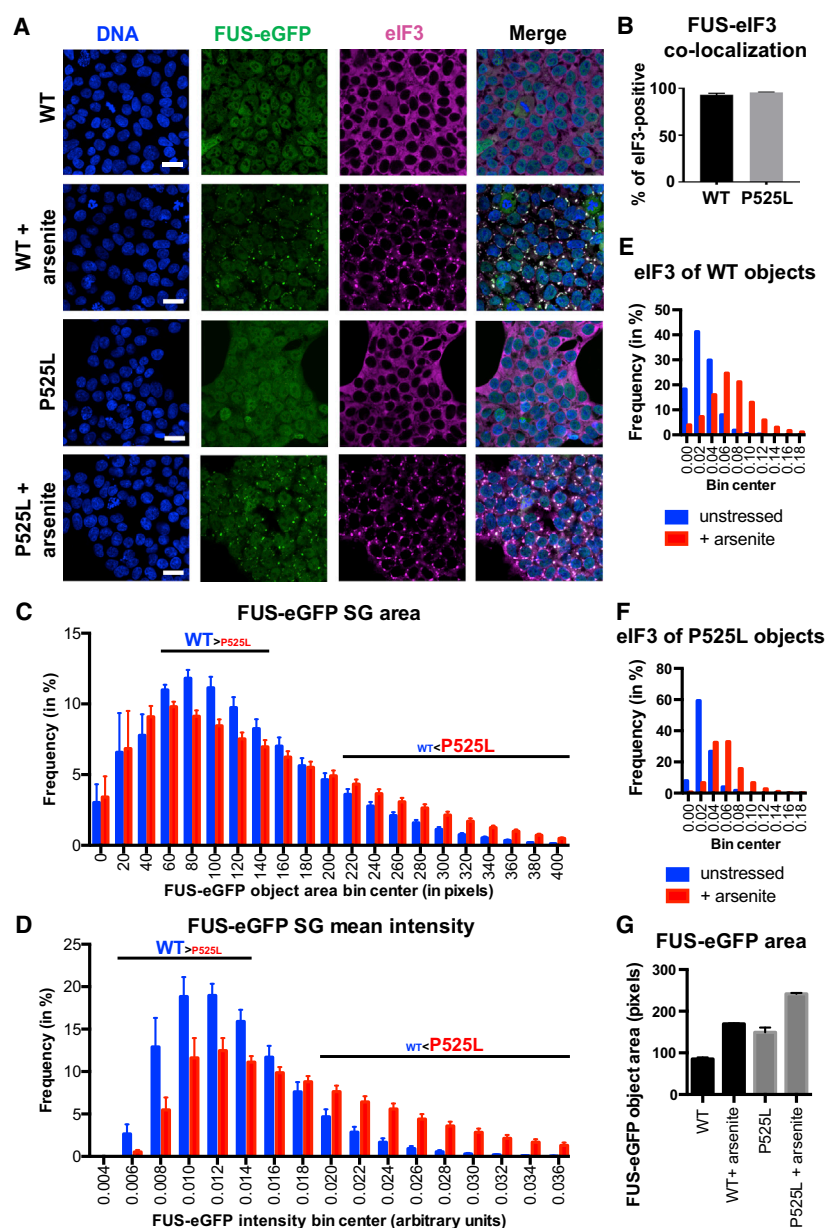 A
DNA
FUS-eGFP
eIF3
Merge
WT
WT +
arsenite
P525L
P525L +
arsenite
B
FUS-eIF3
co-localization
% of eIF3-positive
100
50
0
WT
P525L
E
eIF3 of WT objects
Frequency (in %)
50
40
30
20
10
0
0.00
0.02
0.04
0.06
0.08
0.10
0.12
0.14
0.16
0.18
Bin center
unstressed
+ arsenite
C
FUS-eGFP SG area
WT>P525L
WT<P525L
Frequency (in %)
15
10
5
0
0
20
40
60
80
100
120
140
160
180
200
220
240
260
280
300
320
340
360
380
400
FUS-eGFP object area bin center (in pixels)
F
eIF3 of P525L objects
Frequency (in %)
80
60
40
20
0
0.00
0.02
0.04
0.06
0.08
0.10
0.12
0.14
0.16
0.18
Bin center
unstressed
+ arsenite
D
FUS-eGFP SG mean intensity
WT>P525L
WT<P525L
Frequency (in %)
25
20
15
10
5
0
0.004
0.006
0.008
0.010
0.012
0.014
0.016
0.018
0.020
0.022
0.024
0.026
0.028
0.030
0.032
0.034
0.036
FUS-eGFP intensity bin center (arbitrary units)
G
FUS-eGFP area
FUS-eGFP object area (pixels)
300
200
100
0
WT
WT+ arsenite
P525L
P525L + arsenite